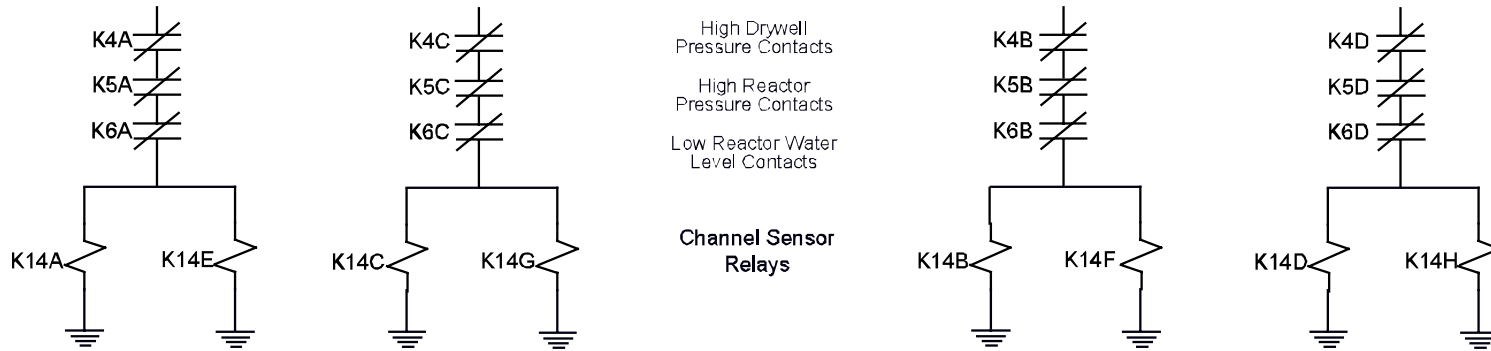 K4A
K5A
K6A
K14A
K14E
K4C
K5C
K6C
K14C
K14G
High Drywell
Pressure Contacts
High Reactor
Pressure Contacts
Low Reactor Water
Level Contacts
Channel Sensor
Relays
K4B
K5B
K6B
K14B
K14F
K4D
K5D
K6D
K14D
K14H